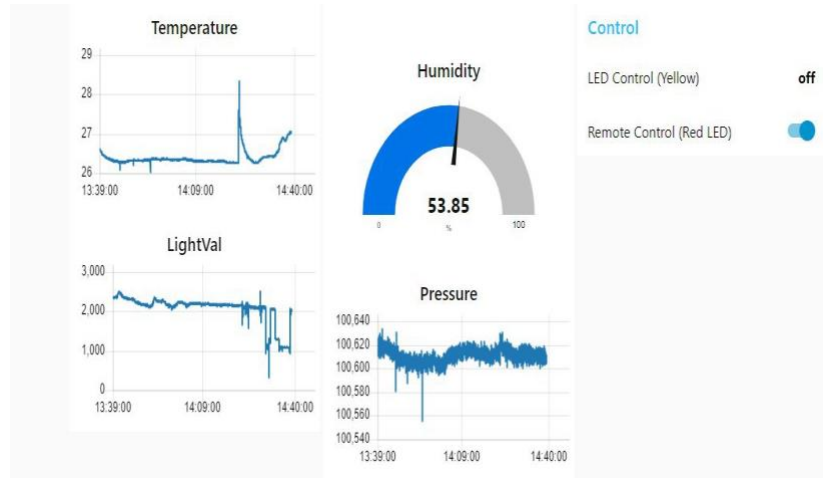 Temperature
29
28
27
26
13:39:00 14:09:00 14:40:00
LightVal
3,000
2,000
1,000
0
13:39:00 14:09:00 14:40:00
Humidity
53.85
0 % 100
Pressure
100,640
100,620
100,600
100,580
100,560
100,540
13:39:00 14:09:00 14:40:00
Control
LED Control (Yellow) off
Remote Control (Red LED)